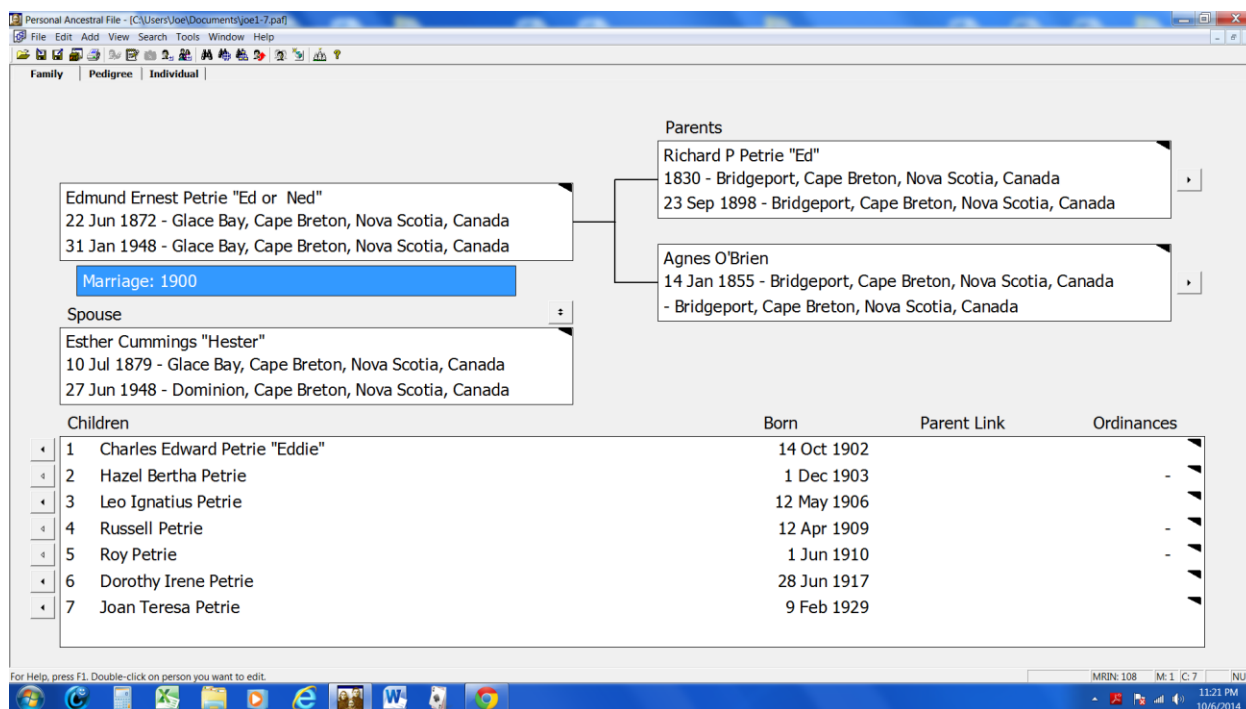 Personal Ancestral File - [C:\Users\Joe\Documents\joe1-7.paf]
File Edit Add View Search Tools Window Help
Family Pedigree Individual
Parents
Richard P Petrie "Ed"
1830 - Bridgeport, Cape Breton, Nova Scotia, Canada
23 Sep 1898 - Bridgeport, Cape Breton, Nova Scotia, Canada
Edmund Ernest Petrie "Ed or  Ned"
22 Jun 1872 - Glace Bay, Cape Breton, Nova Scotia, Canada
31 Jan 1948 - Glace Bay, Cape Breton, Nova Scotia, Canada
Marriage: 1900
Agnes O'Brien
14 Jan 1855 - Bridgeport, Cape Breton, Nova Scotia, Canada
- Bridgeport, Cape Breton, Nova Scotia, Canada
Spouse
Esther Cummings "Hester"
10 Jul 1879 - Glace Bay, Cape Breton, Nova Scotia, Canada
27 Jun 1948 - Dominion, Cape Breton, Nova Scotia, Canada
Children Born Parent Link Ordinances
1 Charles Edward Petrie "Eddie" 14 Oct 1902
2 Hazel Bertha Petrie 1 Dec 1903 -
3 Leo Ignatius Petrie 12 May 1906
4 Russell Petrie 12 Apr 1909 -
5 Roy Petrie 1 Jun 1910 -
6 Dorothy Irene Petrie 28 Jun 1917
7 Joan Teresa Petrie 9 Feb 1929
For Help, press F1. Double-click on person you want to edit. MRIN: 108 M: 1 C: 7 NU
11:21 PM
10/6/2014